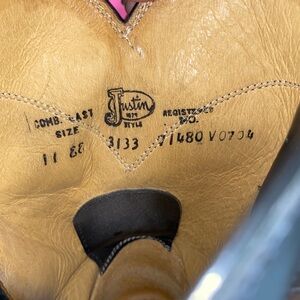 COMB. LAST
SIZE
11 EE
Justin
1879
STYLE
3133
REGISTERED
NO.
71480 V0704